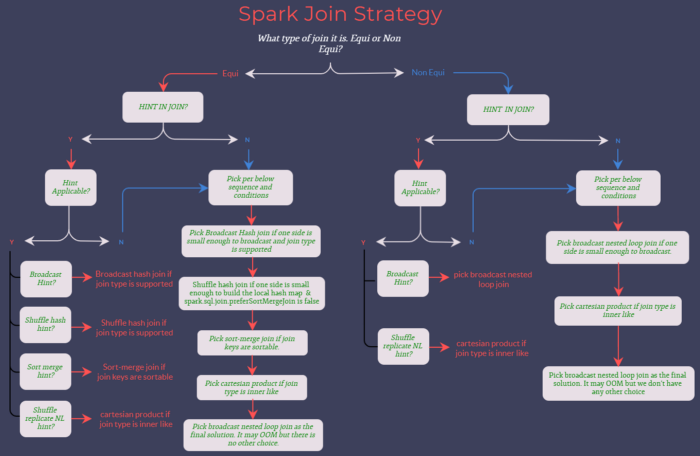 Spark Join Strategy
What type of join it is. Equi or Non
Equi?
Equi
Non Equi
HINT IN JOIN?
Y
N
Hint
Applicable?
Pick per below
sequence and
conditions
Y
N
Broadcast
Hint?
Broadcast hash join if
join type is supported
Shuffle hash
hint?
Shuffle hash join if
join type is supported
Sort merge
hint?
Sort-merge join if
join keys are sortable
Shuffle
replicate NL
hint?
cartesian product if
join type is inner like
Pick Broadcast Hash join if one side is
small enough to broadcast and join type
is supported
Shuffle hash join if one side is small
enough to build the local hash map &
spark.sql.join.preferSortMergeJoin is false
Pick sort-merge join if join
keys are sortable
Pick cartesian product if join
type is inner like
Pick broadcast nested loop join as the
final solution. It may OOM but there is
no other choice.
HINT IN JOIN?
Y
N
Hint
Applicable?
Pick per below
sequence and
conditions
Y
N
Broadcast
Hint?
pick broadcast nested
loop join
Shuffle
replicate NL
hint?
cartesian product if
join type is inner like
Pick broadcast nested loop join if one
side is small enough to broadcast.
Pick cartesian product if join type is
inner like
Pick broadcast nested loop join as the final
solution. It may OOM but we don't have
any other choice